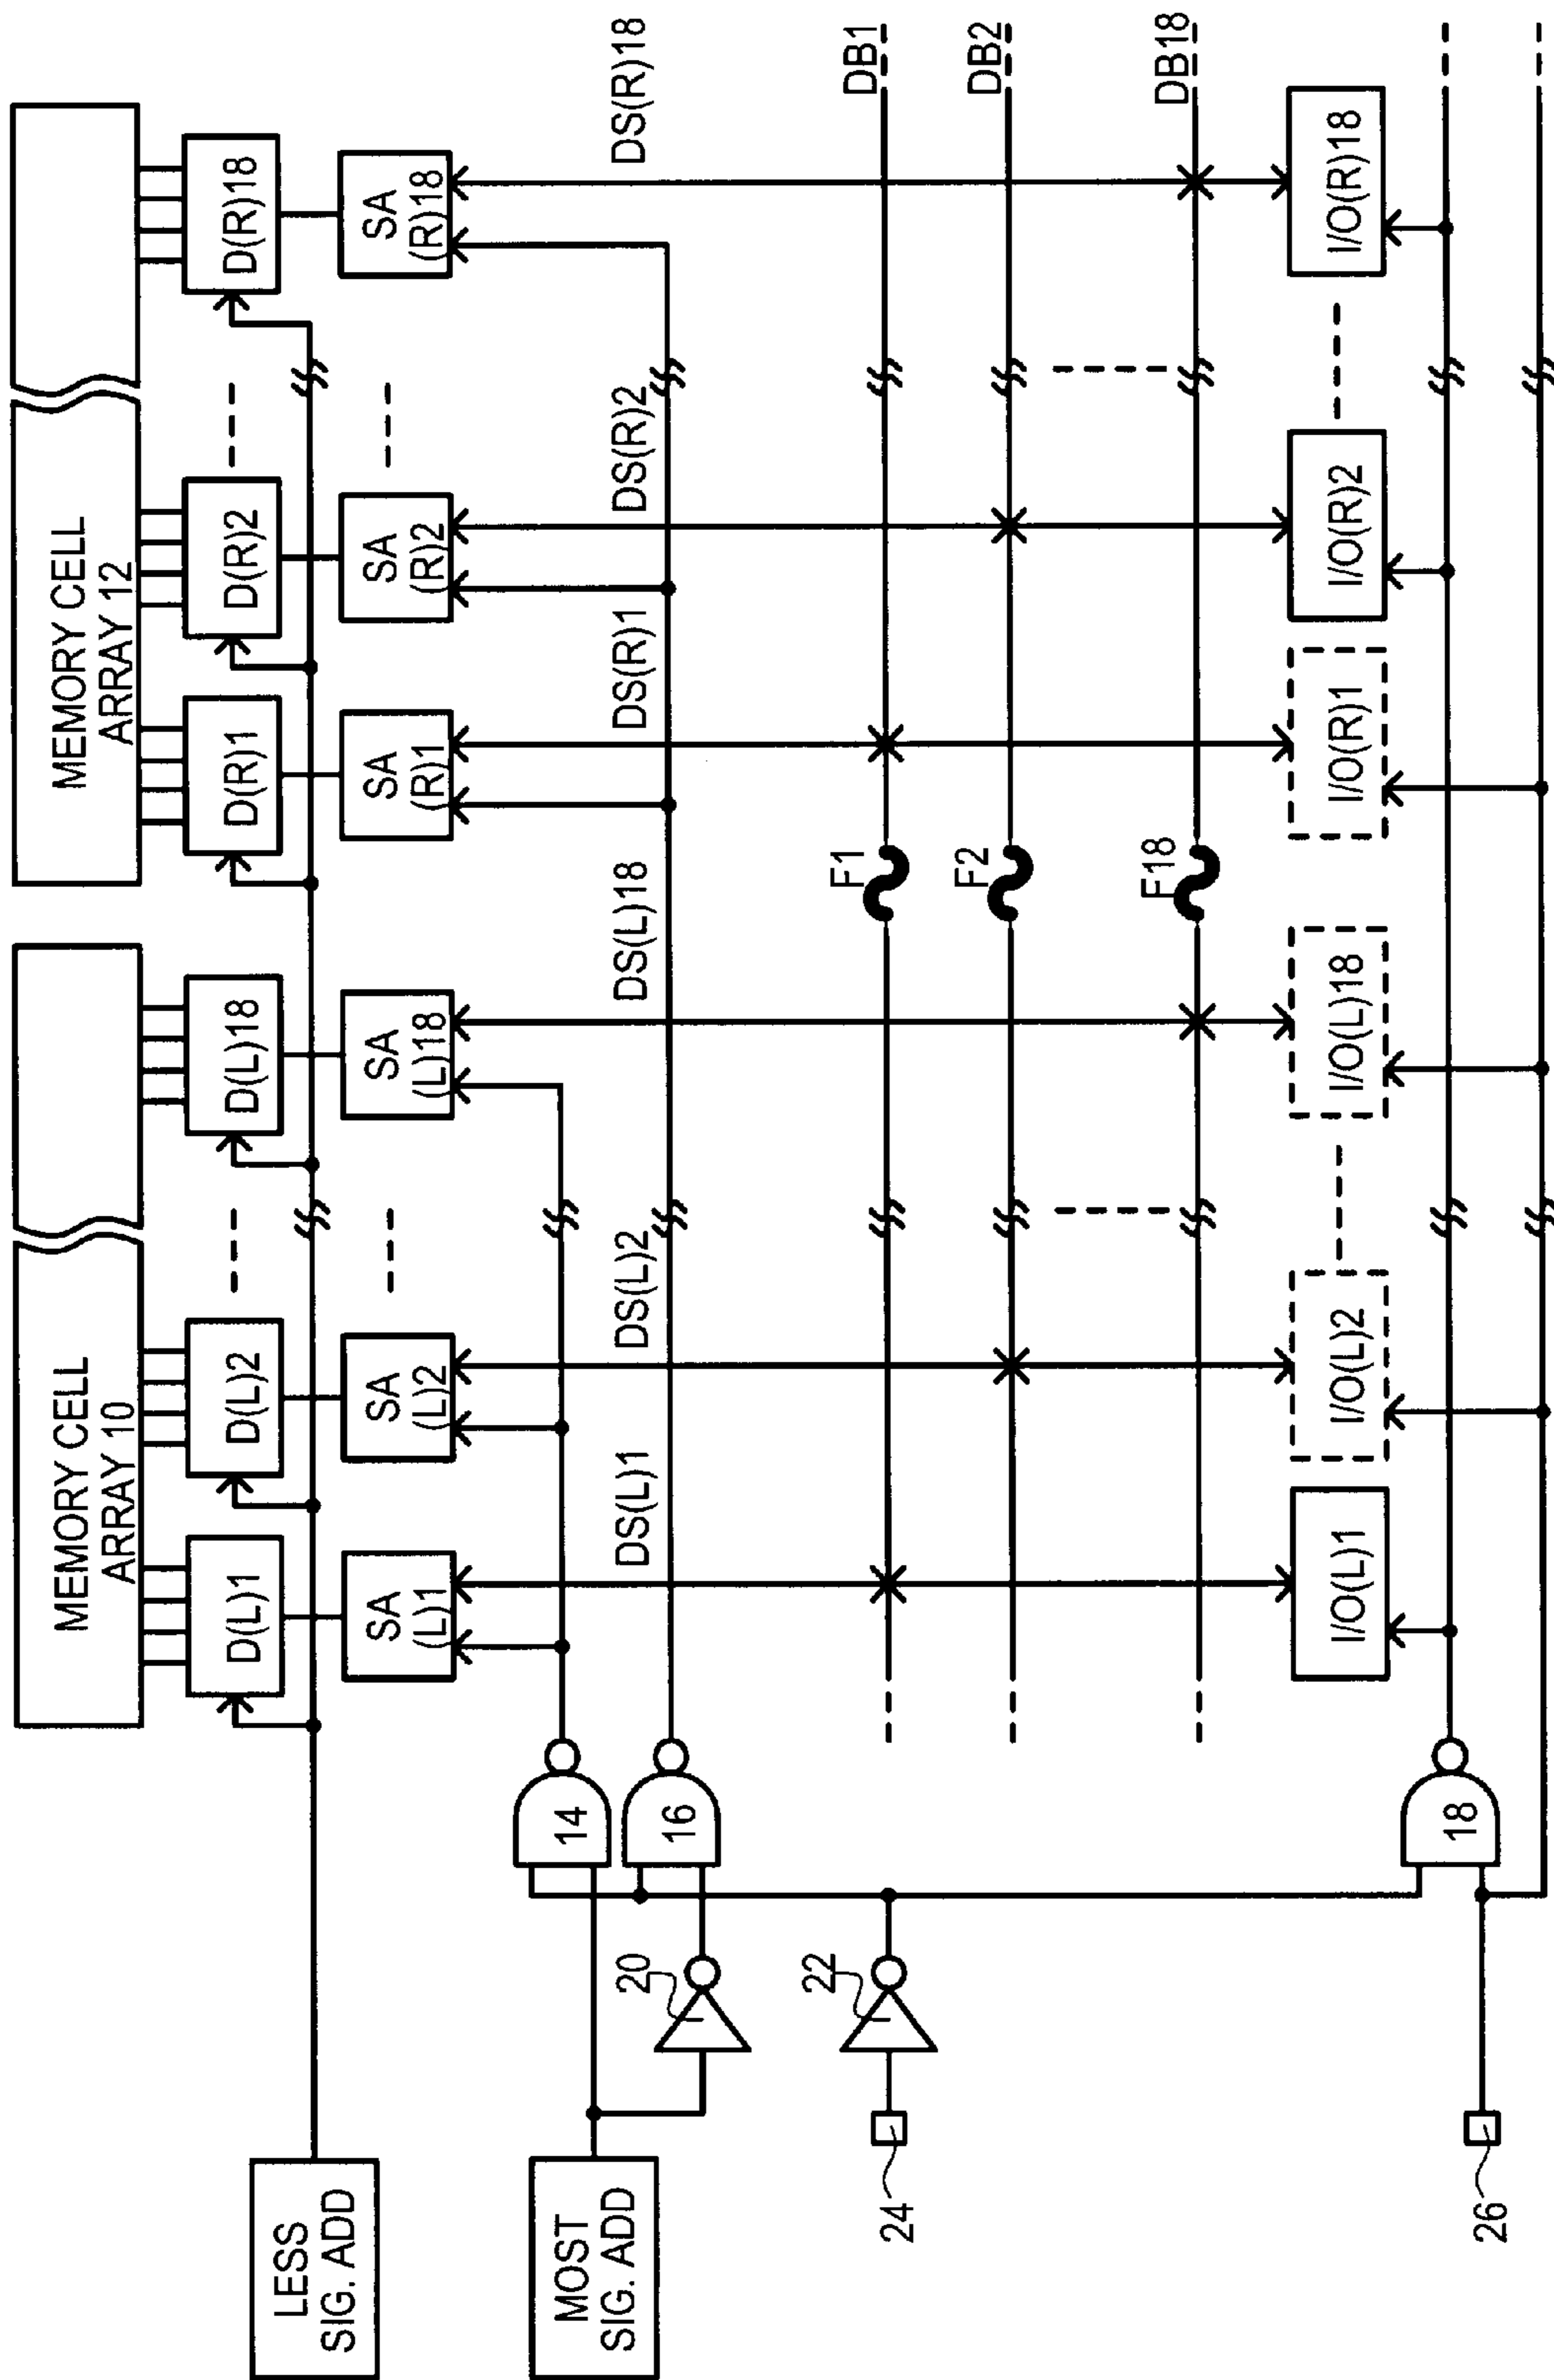 MEMORY CELL
ARRAY 10
MEMORY CELL
ARRAY 12
D(L)1
D(L)2
D(L)18
D(R)1
D(R)2
D(R)18
LESS
SIG. ADD
SA
(L)1
SA
(L)2
SA
(L)18
SA
(R)1
SA
(R)2
SA
(R)18
MOST
SIG. ADD
14
16
20
DS(L)1
DS(L)2
DS(L)18
DS(R)1
DS(R)2
DS(R)18
22
24
F1
DB1
F2
DB2
F18
DB18
I/O(L)1
I/O(L)2
I/O(L)18
I/O(R)1
I/O(R)2
I/O(R)18
18
26